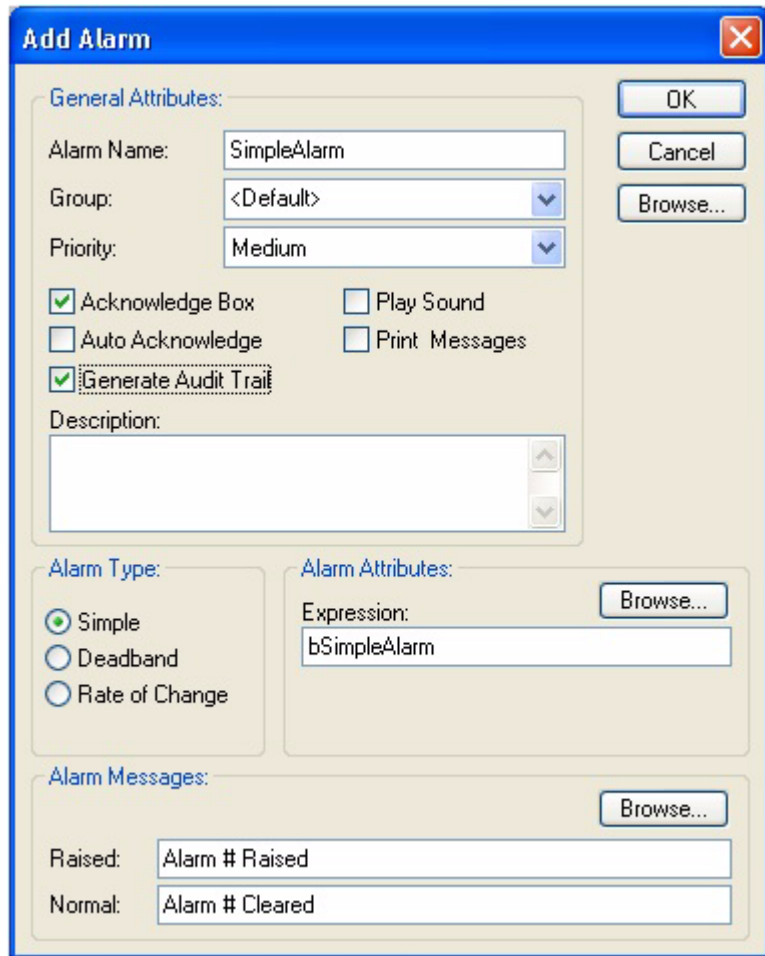 Add Alarm
General Attributes:
OK
Alarm Name: SimpleAlarm
Cancel
Group: <Default>
Browse...
Priority: Medium
Acknowledge Box Play Sound
Auto Acknowledge Print Messages
Generate Audit Trail
Description:
Alarm Type:
Simple
Deadband
Rate of Change
Alarm Attributes:
Browse...
Expression:
bSimpleAlarm
Alarm Messages:
Browse...
Raised: Alarm # Raised
Normal: Alarm # Cleared